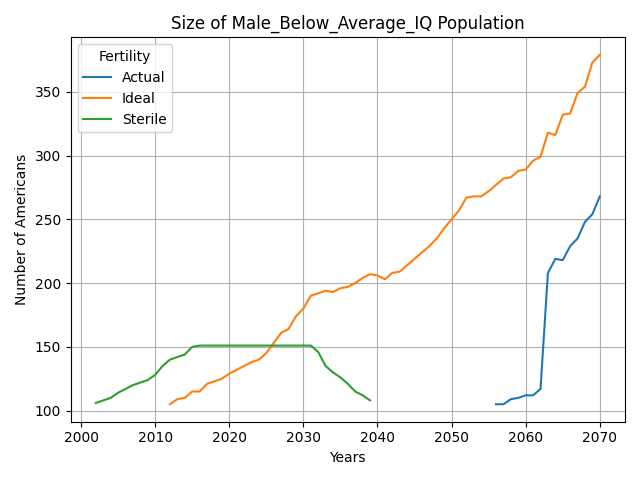 Size of Male_Below_Average_IQ Population
Fertility
Actual
Ideal
Sterile
Number of Americans
350
300
250
200
150
100
2000 2010 2020 2030 2040 2050 2060 2070
Years